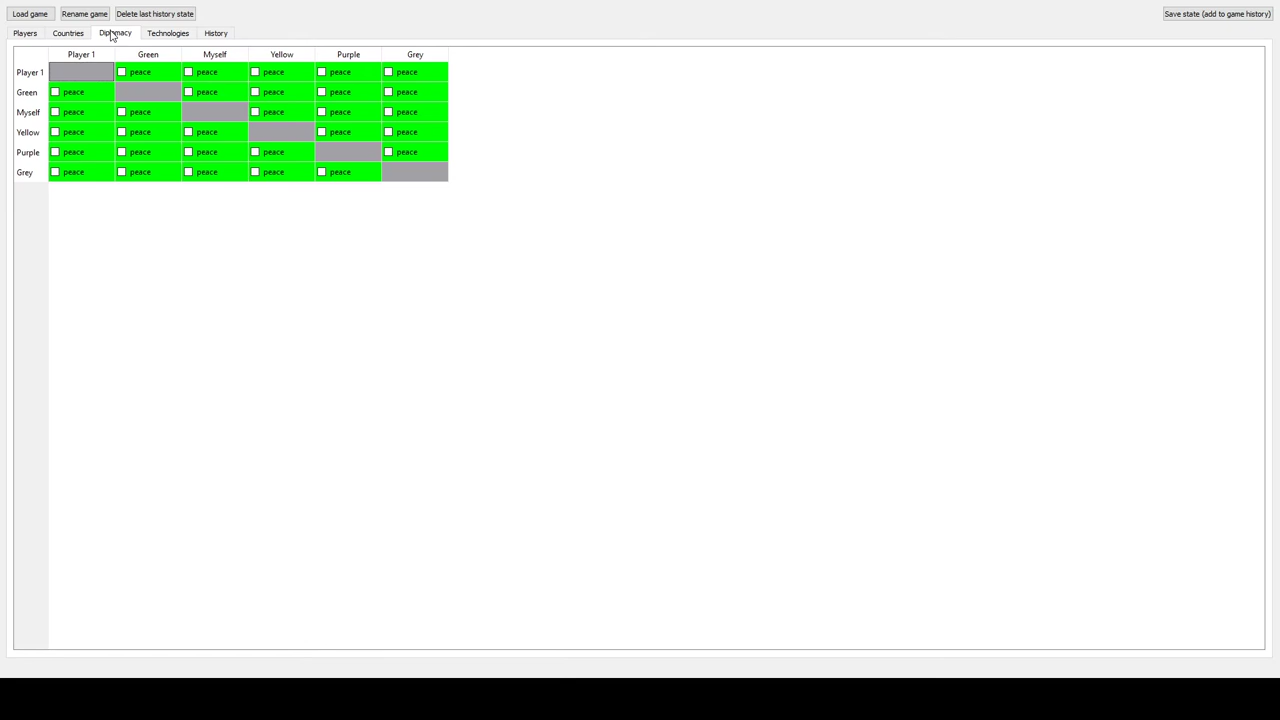 Load game Rename game Delete last history state Save state (add to game history)
Players Countries Diplomacy Technologies History
Player 1 Green Myself Yellow Purple Grey
Player 1 peace peace peace peace peace
Green peace peace peace peace peace
Myself peace peace peace peace peace
Yellow peace peace peace peace peace
Purple peace peace peace peace peace
Grey peace peace peace peace peace